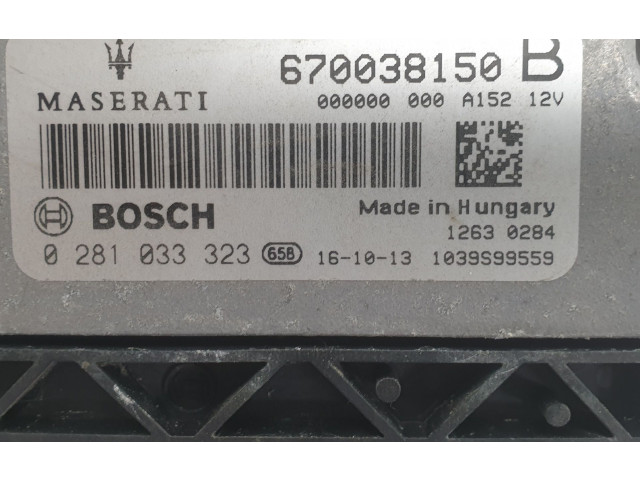 670038150 B
MASERATI 000000 000 A152 12V
BOSCH Made in Hungary
1263 0284
0 281 033 323 65B 16-10-13 1039S99559